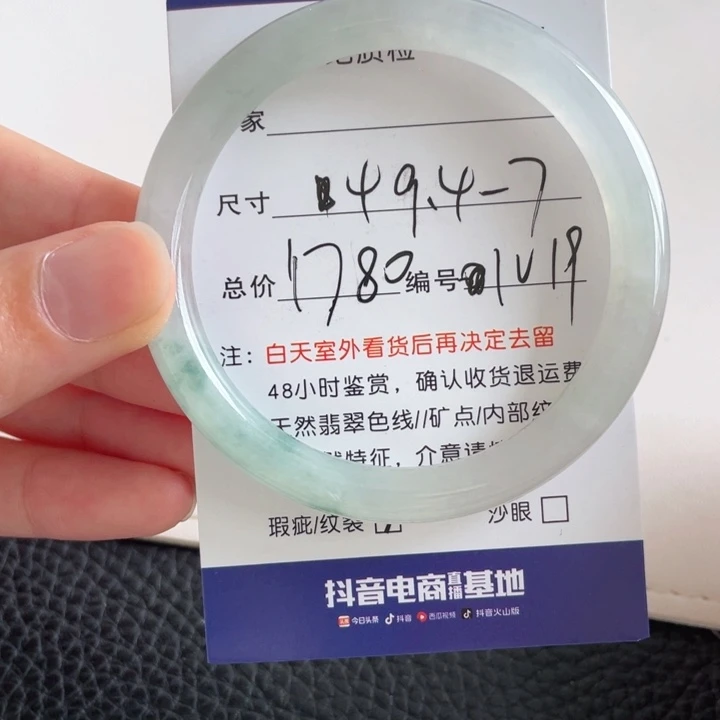 质检
家
尺寸 49.4-7
总价 1780 编号
注：白天室外看货后再决定去留
48小时鉴赏，确认收货退运费
天然翡翠色线//矿点/内部纹
特征，介意请
瑕疵/纹裂 沙眼
抖音电商直播基地
今日头条 抖音 西瓜视频 抖音火山版